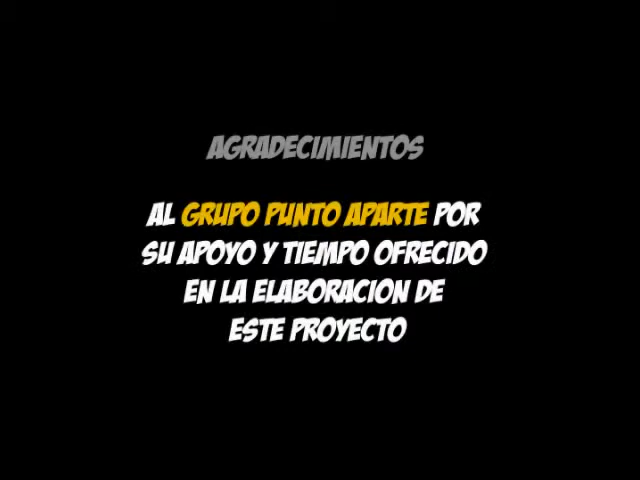 AGRADECIMIENTOS
AL GRUPO PUNTO APARTE POR
SU APOYO Y TIEMPO OFRECIDO
EN LA ELABORACION DE
ESTE PROYECTO